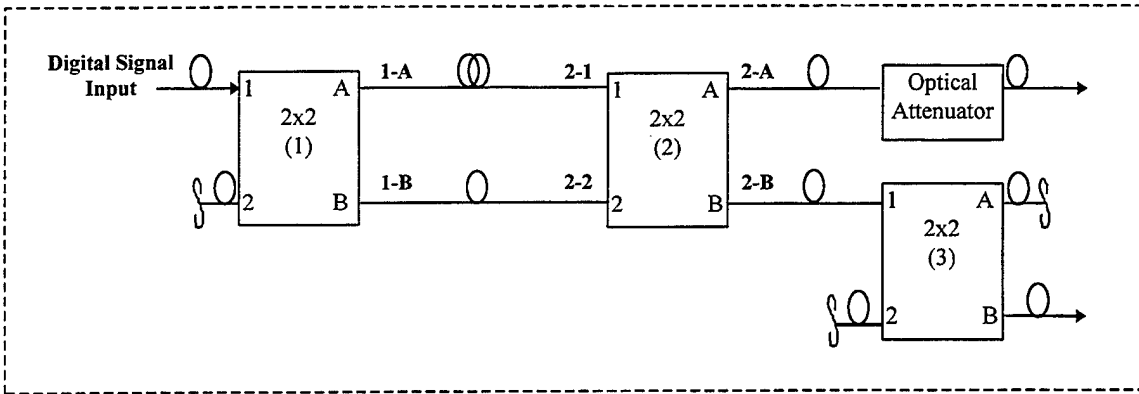 Digital Signal
Input
1
A
2x2
(1)
2
B
1-A
2-1
1-B
2-2
1
A
2x2
(2)
2
B
2-A
2-B
Optical
Attenuator
1
A
2x2
(3)
2
B